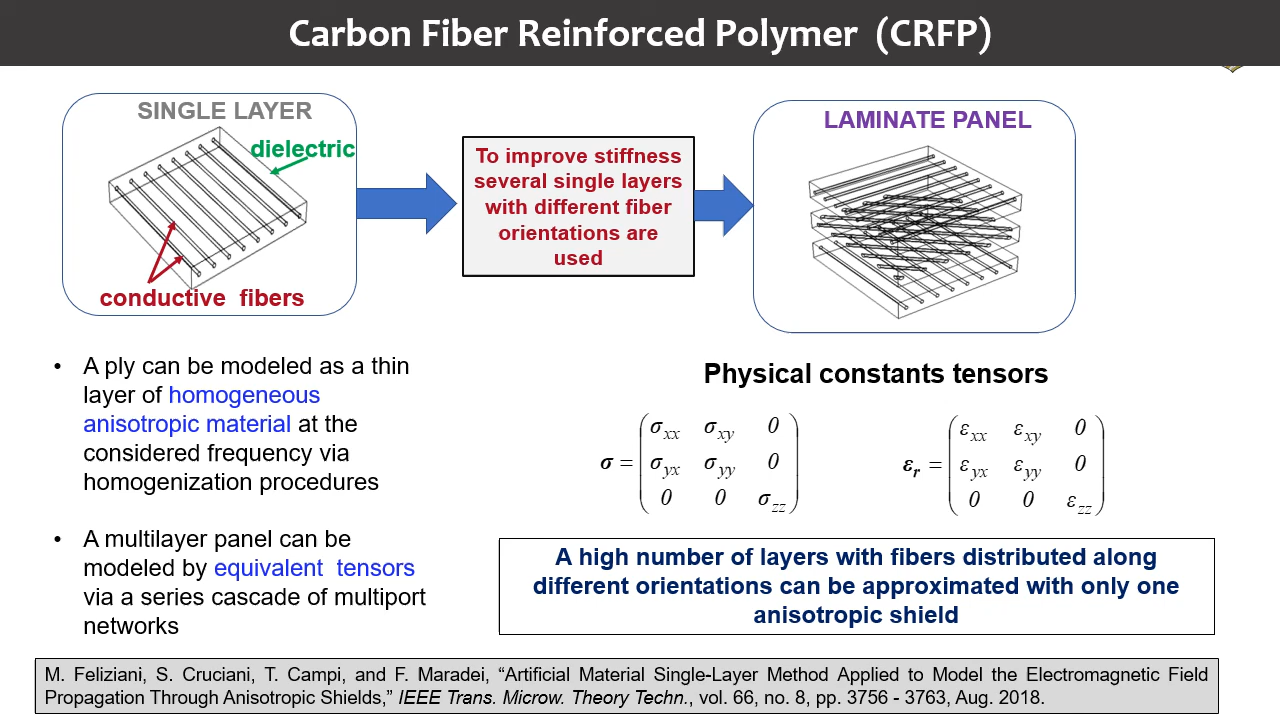 Carbon Fiber Reinforced Polymer (CRFP)
SINGLE LAYER
dielectric
conductive fibers
To improve stiffness
several single layers
with different fiber
orientations are
used
LAMINATE PANEL
• A ply can be modeled as a thin
layer of homogeneous
anisotropic material at the
considered frequency via
homogenization procedures
• A multilayer panel can be
modeled by equivalent tensors
via a series cascade of multiport
networks
Physical constants tensors
σ = ( σxx σxy 0
σyx σyy 0
0 0 σzz )
εr = ( εxx εxy 0
εyx εyy 0
0 0 εzz )
A high number of layers with fibers distributed along
different orientations can be approximated with only one
anisotropic shield
M. Feliziani, S. Cruciani, T. Campi, and F. Maradei, “Artificial Material Single-Layer Method Applied to Model the Electromagnetic Field
Propagation Through Anisotropic Shields,” IEEE Trans. Microw. Theory Techn., vol. 66, no. 8, pp. 3756 - 3763, Aug. 2018.